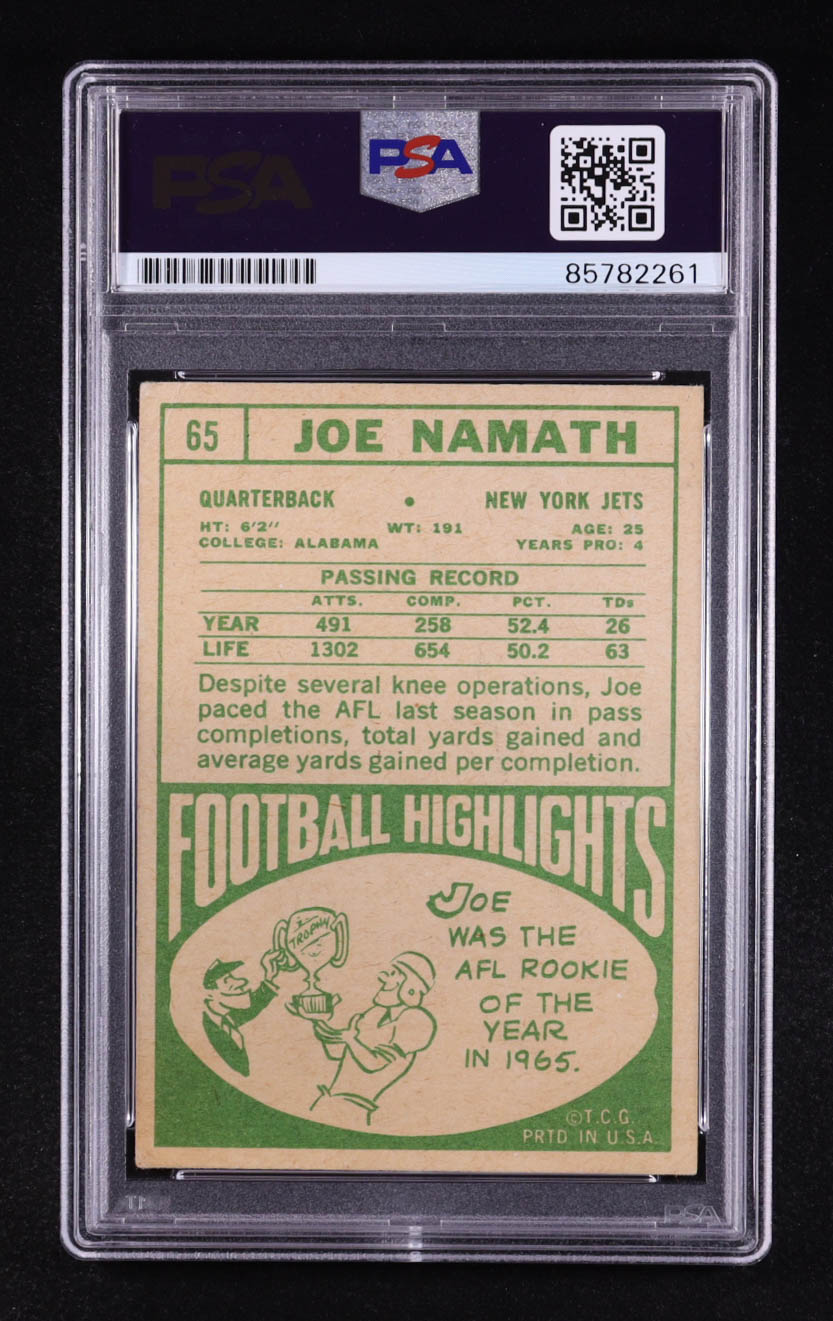 PSA
PSA
85782261
65 JOE NAMATH
QUARTERBACK • NEW YORK JETS
HT: 6'2" WT: 191 AGE: 25
COLLEGE: ALABAMA YEARS PRO: 4
PASSING RECORD
ATTS. COMP. PCT. TDs
YEAR 491 258 52.4 26
LIFE 1302 654 50.2 63
Despite several knee operations, Joe
paced the AFL last season in pass
completions, total yards gained and
average yards gained per completion.
FOOTBALL HIGHLIGHTS
TROPHY
JOE
WAS THE
AFL ROOKIE
OF THE
YEAR
IN 1965.
©T.C.G.
PRTD IN U.S.A.
PSA